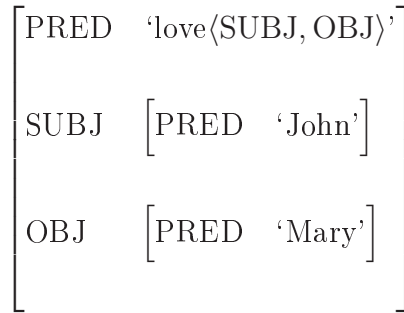 PRED ‘love⟨SUBJ, OBJ⟩’
SUBJ [PRED ‘John’]
OBJ [PRED ‘Mary’]